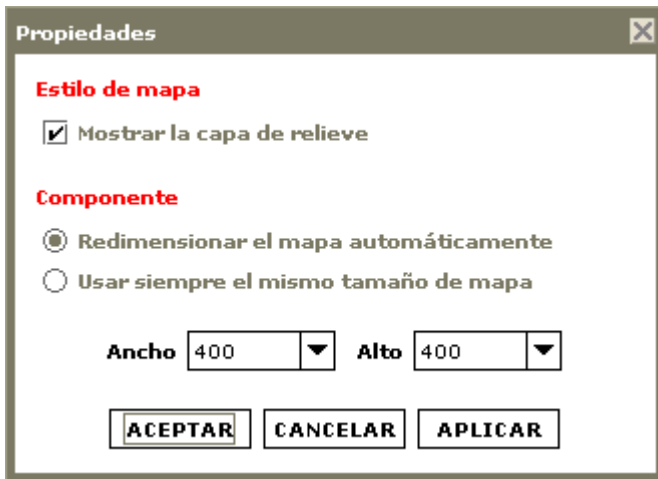 Propiedades
Estilo de mapa
Mostrar la capa de relieve
Componente
Redimensionar el mapa automáticamente
Usar siempre el mismo tamaño de mapa
Ancho 400 Alto 400
ACEPTAR CANCELAR APLICAR